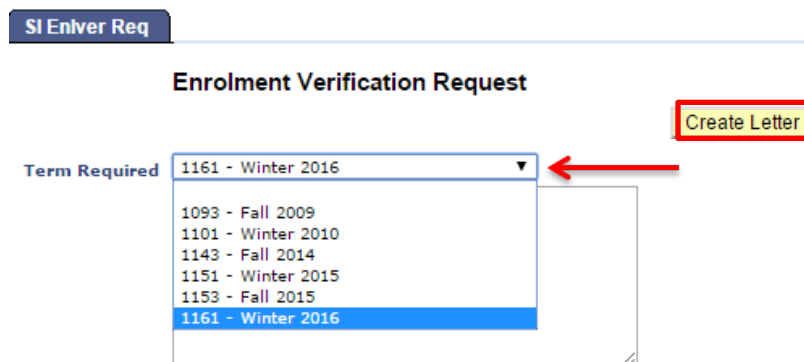 SI Enlver Req
Enrolment Verification Request
Create Letter
Term Required 1161 - Winter 2016
1093 - Fall 2009
1101 - Winter 2010
1143 - Fall 2014
1151 - Winter 2015
1153 - Fall 2015
1161 - Winter 2016